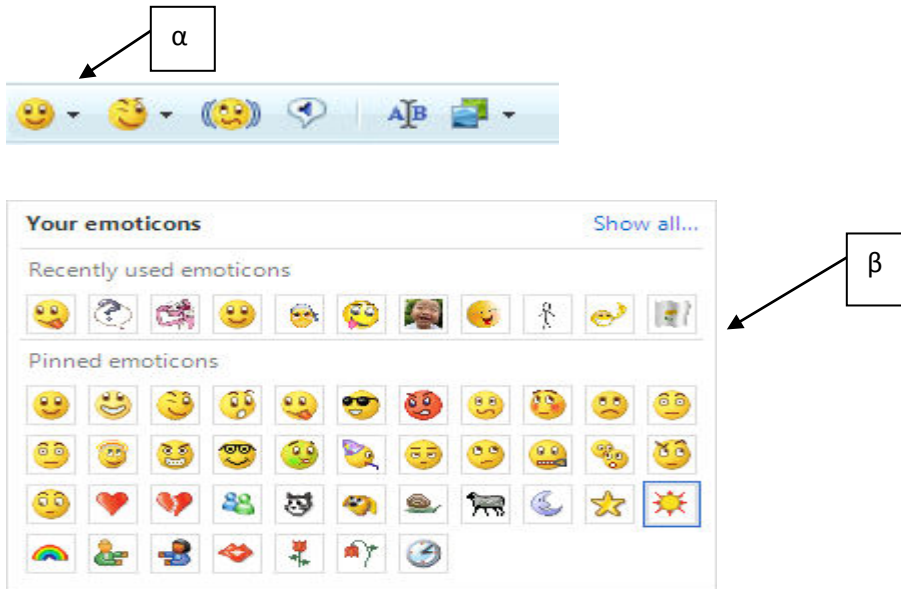 α
A B
Your emoticons Show all...
Recently used emoticons
β
Pinned emoticons